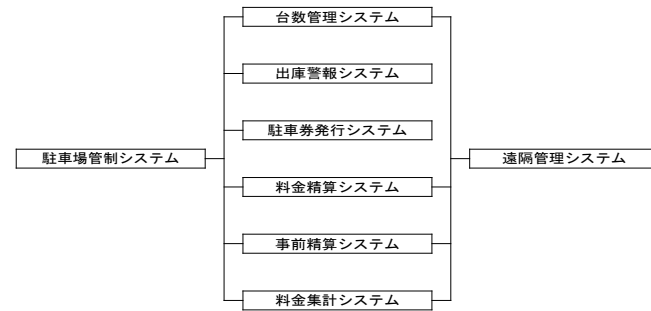 台数管理システム
出庫警報システム
駐車券発行システム
駐車場管制システム
遠隔管理システム
料金精算システム
事前精算システム
料金集計システム